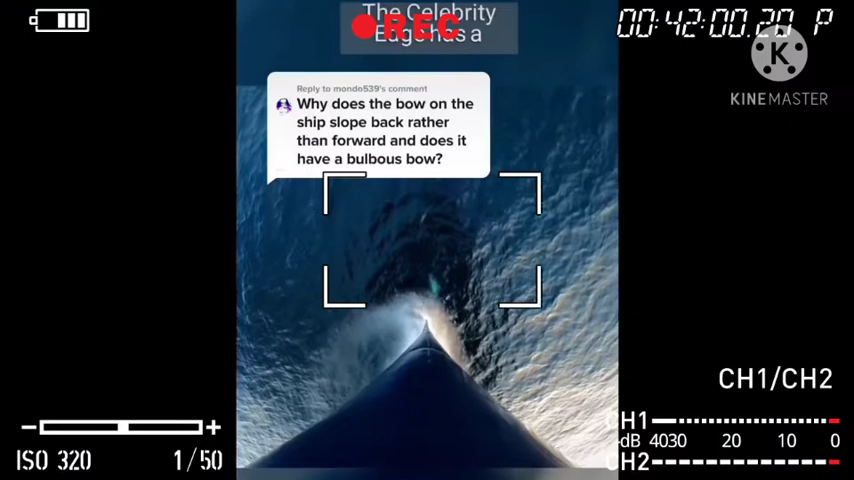 The Celebrity
Edge has a
REC
00:42:00.20 P
K
KINEMASTER
Reply to mondo539's comment
Why does the bow on the
ship slope back rather
than forward and does it
have a bulbous bow?
CH1/CH2
CH1
-dB 4030 20 10 0
CH2
- +
ISO 320 1/50